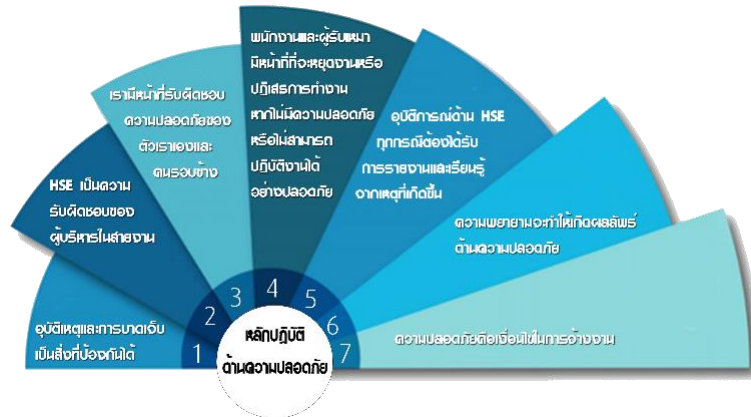 อุบัติเหตุและการบาดเจ็บ
เป็นสิ่งที่ป้องกันได้
1
HSE เป็นความ
รับผิดชอบของ
ผู้บริหารในสายงาน
2
เรามีหน้าที่รับผิดชอบ
ความปลอดภัยของ
ตัวเราเองและ
คนรอบข้าง
3
พนักงานและผู้รับเหมา
มีหน้าที่ที่จะหยุดงานหรือ
ปฏิเสธการทำงาน
หากไม่มีความปลอดภัย
หรือไม่สามารถ
ปฏิบัติงานได้
อย่างปลอดภัย
4
อุบัติการณ์ด้าน HSE
ทุกกรณีต้องได้รับ
การรายงานและเรียนรู้
จากเหตุที่เกิดขึ้น
5
ความพยายามจะทำให้เกิดผลลัพธ์
ด้านความปลอดภัย
6
ความปลอดภัยคือเงื่อนไขในการจ้างงาน
7
หลักปฏิบัติ
ด้านความปลอดภัย